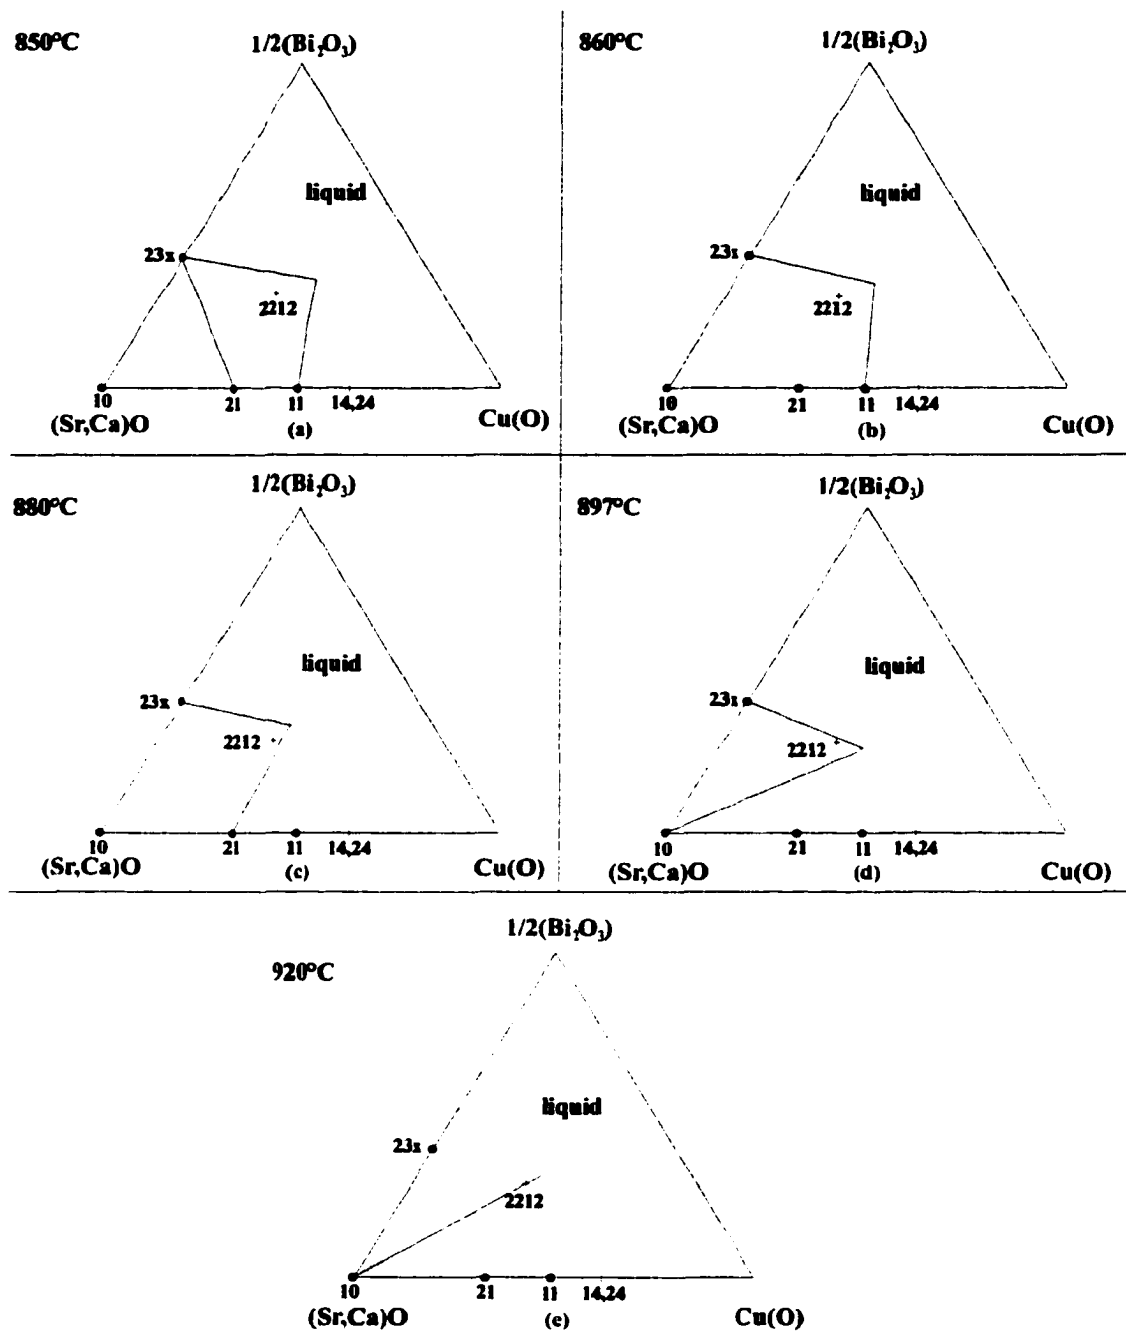 850°C
1/2(Bi₂O₃)
liquid
23x
2212
10 21 11 14,24
(Sr,Ca)O (a) Cu(O)
860°C
1/2(Bi₂O₃)
liquid
23x
2212
10 21 11 14,24
(Sr,Ca)O (b) Cu(O)
880°C
1/2(Bi₂O₃)
liquid
23x
2212
10 21 11 14,24
(Sr,Ca)O (c) Cu(O)
897°C
1/2(Bi₂O₃)
liquid
23x
2212
10 21 11 14,24
(Sr,Ca)O (d) Cu(O)
920°C
1/2(Bi₂O₃)
liquid
23x
2212
10 21 11 14,24
(Sr,Ca)O (e) Cu(O)